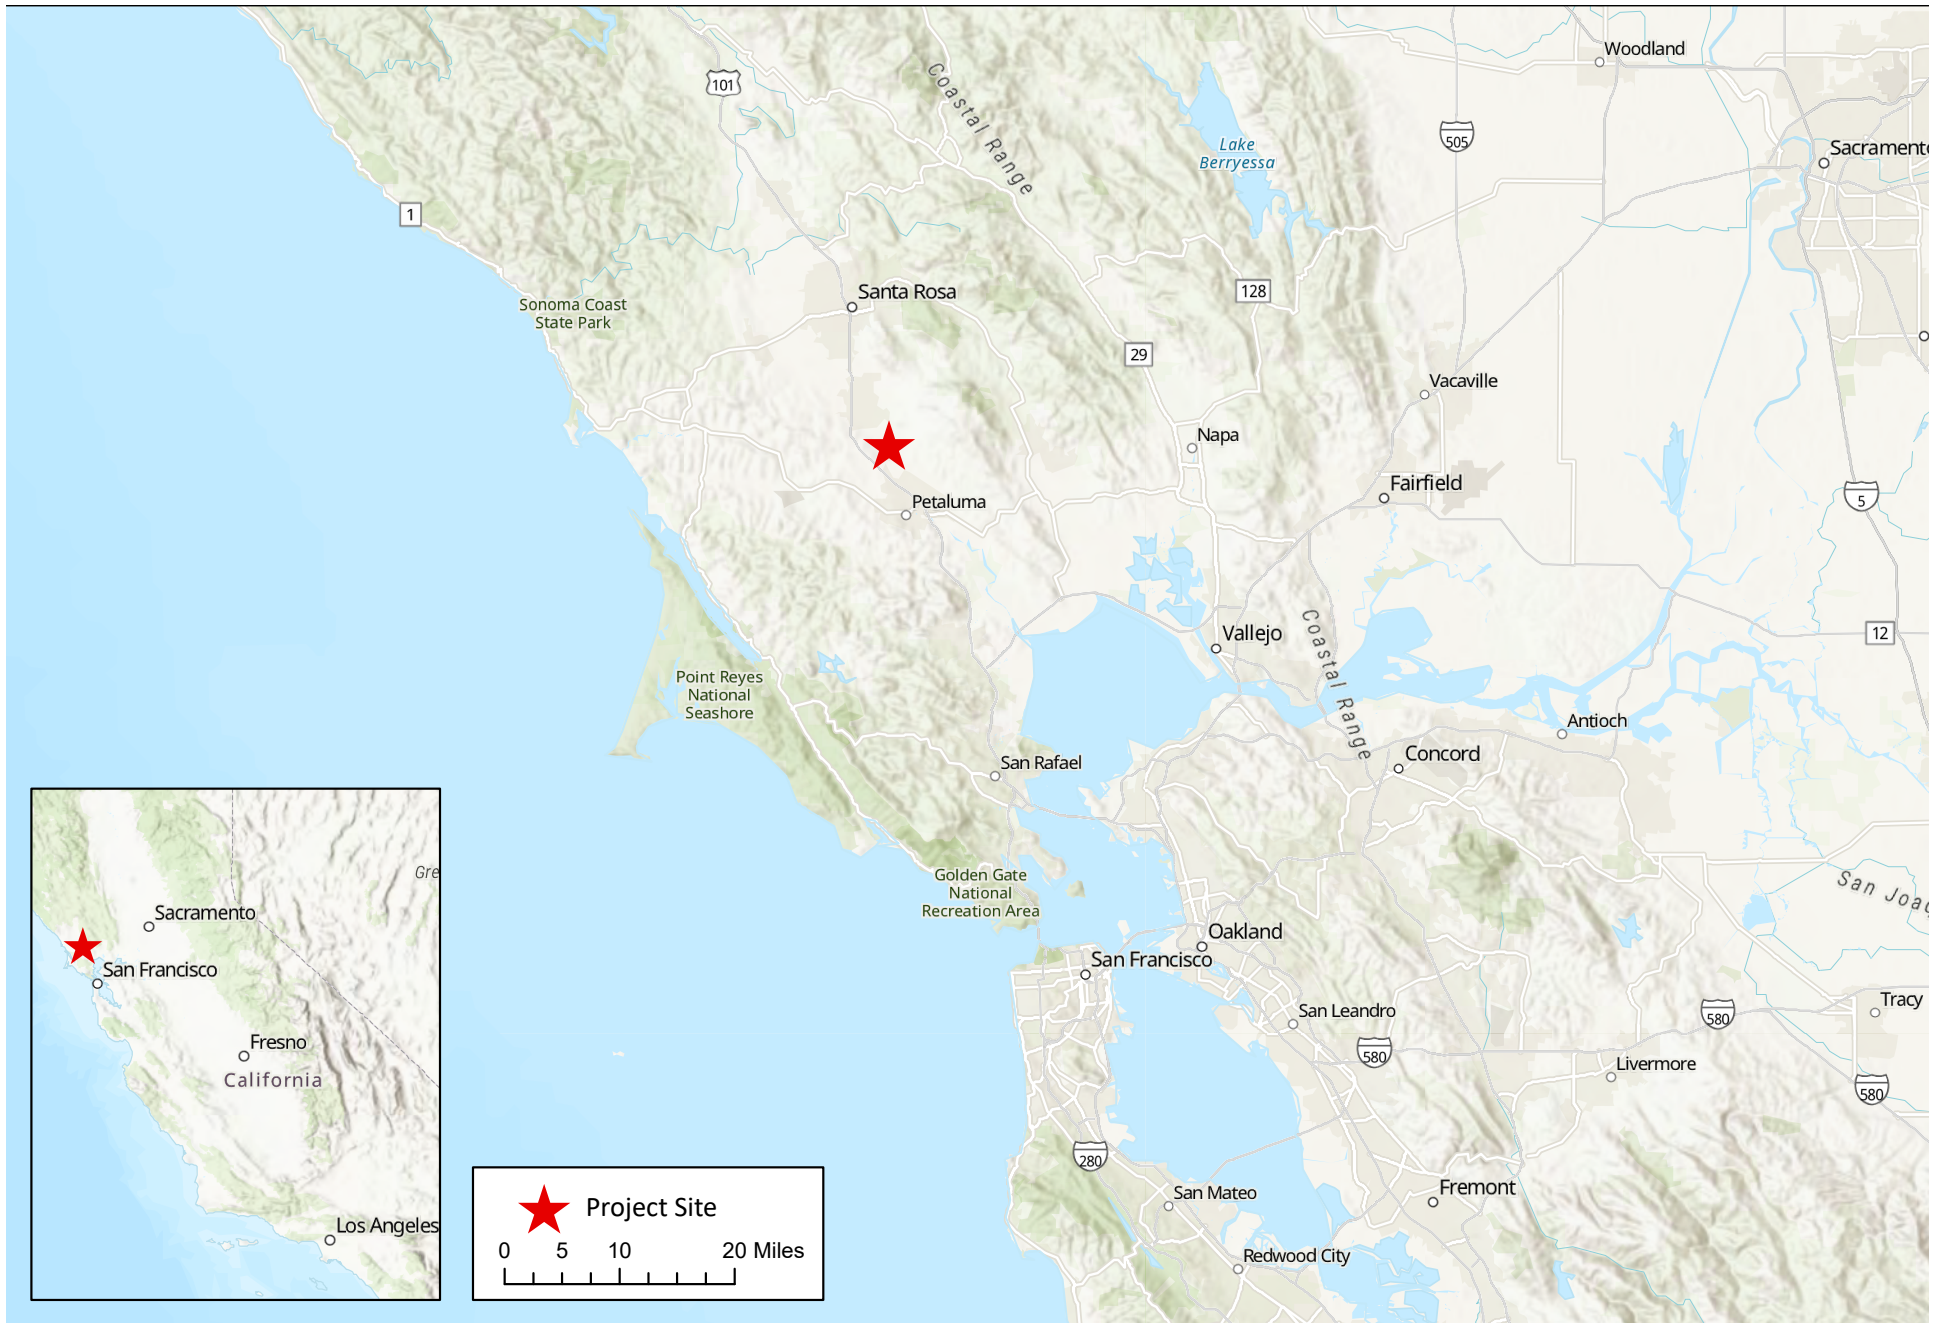 Woodland
101
Coastal Range
505
Lake
Berryessa
Sacramento
1
Santa Rosa
128
Sonoma Coast
State Park
29
Vacaville
Napa
Fairfield
5
Petaluma
Vallejo
12
Coastal Range
Point Reyes
National
Seashore
Antioch
Concord
San Rafael
Golden Gate
National
Recreation Area
San Joac
Oakland
San Francisco
San Leandro
580
580
Tracy
Livermore
580
280
San Mateo
Fremont
Redwood City
Gre
Sacramento
San Francisco
Fresno
California
Los Angeles
Project Site
0 5 10 20 Miles